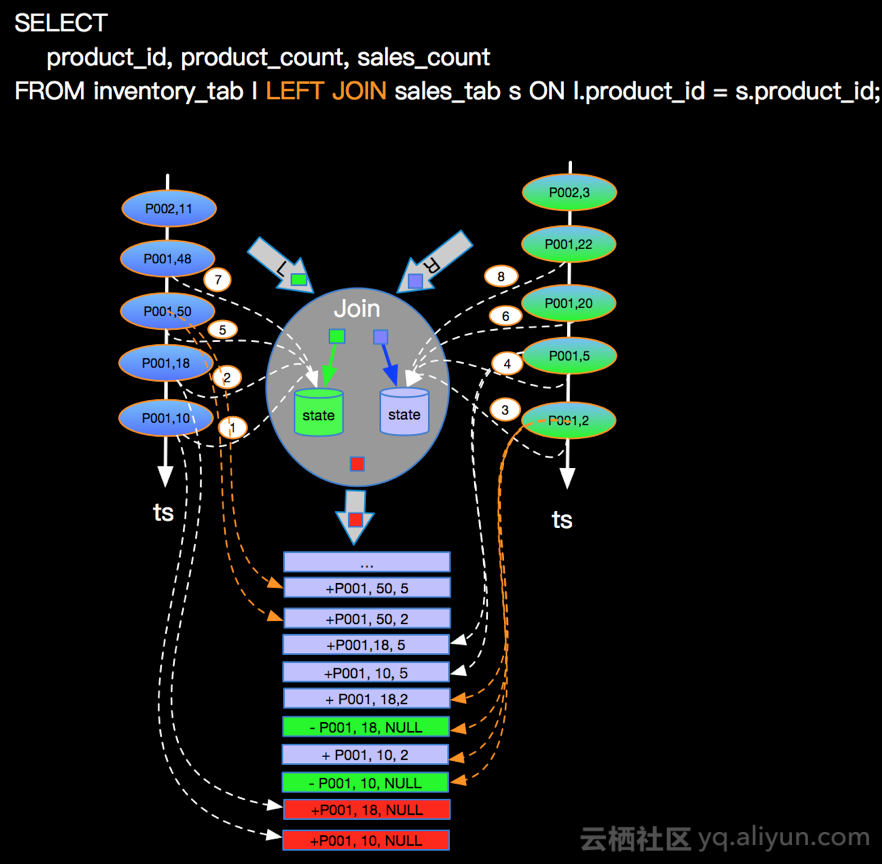 SELECT
product_id, product_count, sales_count
FROM inventory_tab l LEFT JOIN sales_tab s ON l.product_id = s.product_id;
P002,11
P002,3
P001,48
P001,22
7
L
R
8
P001,50
Join
P001,20
5
6
P001,18
P001,5
2
4
P001,10
state
state
P001,2
1
3
ts
ts
...
+P001, 50, 5
+P001, 50, 2
+P001,18, 5
+P001, 10, 5
+ P001, 18,2
- P001, 18, NULL
+ P001, 10, 2
- P001, 10, NULL
+P001, 18, NULL
+P001, 10, NULL
云栖社区 yq.aliyun.com